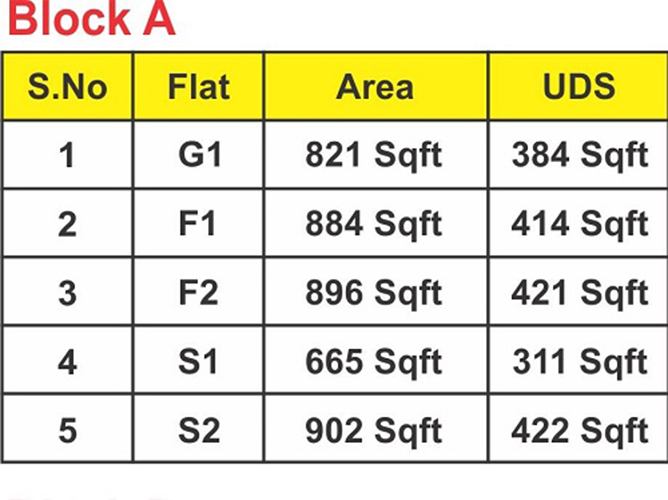 Block A
S.No Flat Area UDS
1 G1 821 Sqft 384 Sqft
2 F1 884 Sqft 414 Sqft
3 F2 896 Sqft 421 Sqft
4 S1 665 Sqft 311 Sqft
5 S2 902 Sqft 422 Sqft